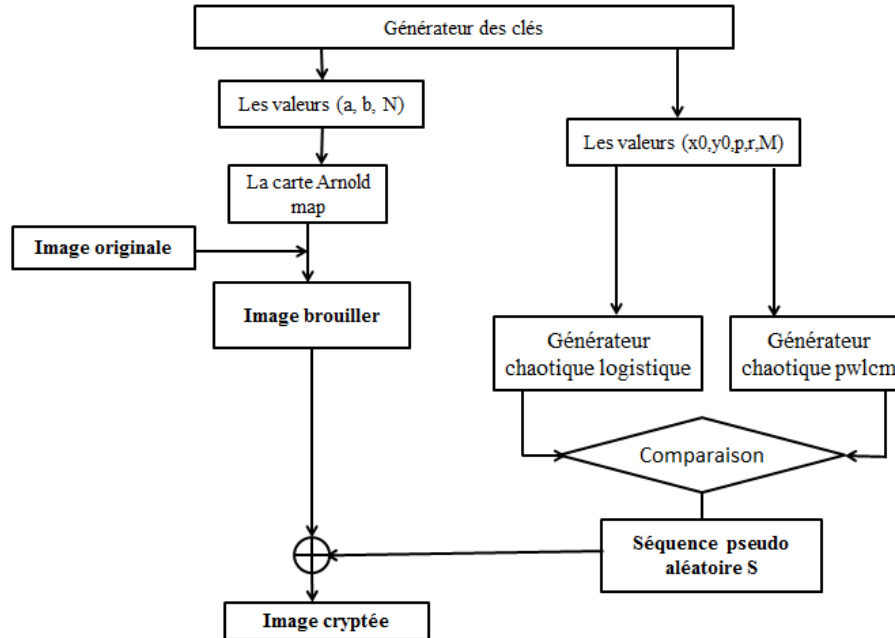 Générateur des clés
Les valeurs (a, b, N)
Les valeurs (x0,y0,p,r,M)
La carte Arnold
map
Image originale
Image brouiller
Générateur
chaotique logistique
Générateur
chaotique pwlcm
Comparaison
Séquence pseudo
aléatoire S
Image cryptée